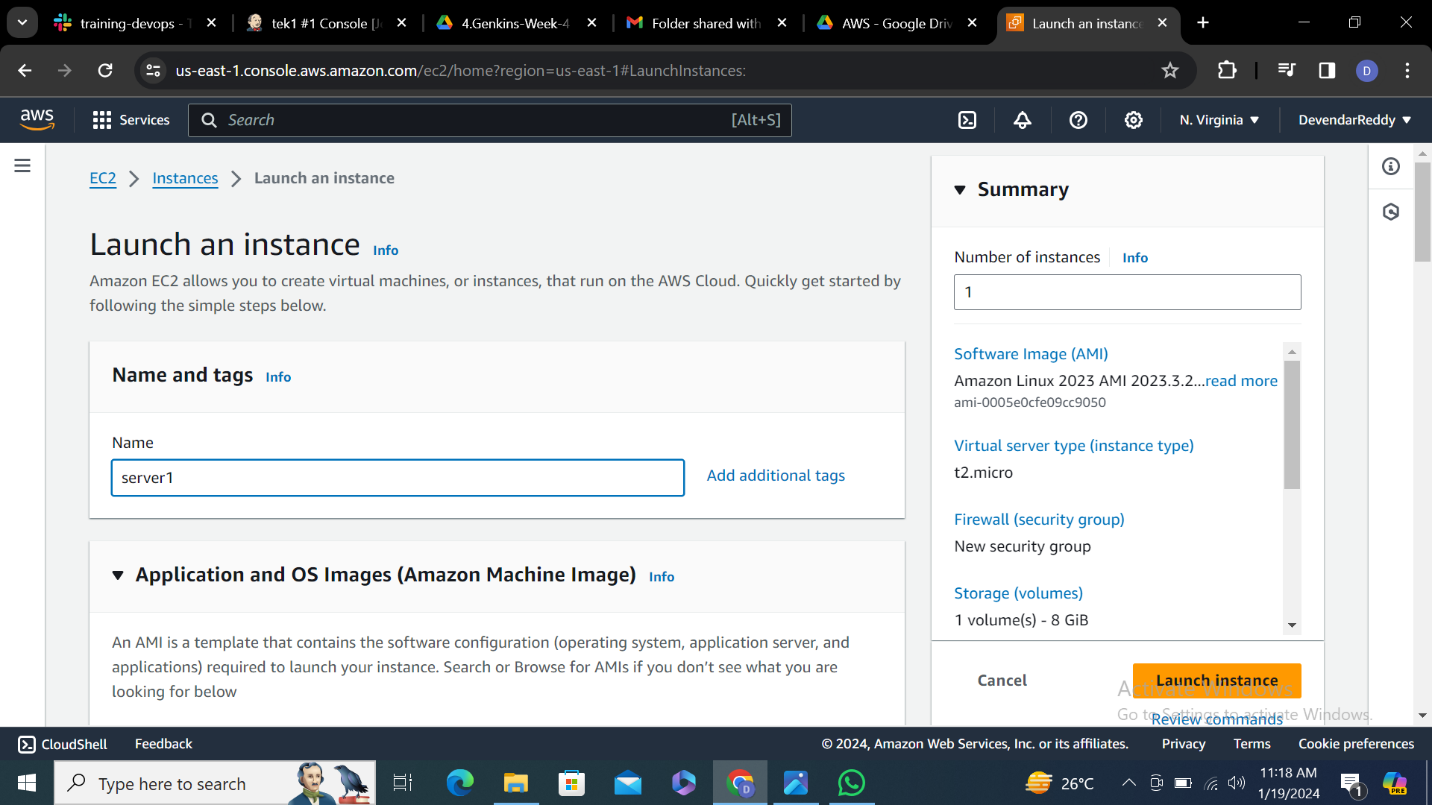 training-devops - T
tek1 #1 Console [Je
4.Genkins-Week-4
Folder shared with
AWS - Google Driv
Launch an instance
us-east-1.console.aws.amazon.com/ec2/home?region=us-east-1#LaunchInstances:
D
aws
Services
Search
[Alt+S]
N. Virginia
DevendarReddy
EC2
Instances
Launch an instance
Launch an instance Info
Amazon EC2 allows you to create virtual machines, or instances, that run on the AWS Cloud. Quickly get started by
following the simple steps below.
Name and tags Info
Name
server1
Add additional tags
Application and OS Images (Amazon Machine Image) Info
An AMI is a template that contains the software configuration (operating system, application server, and
applications) required to launch your instance. Search or Browse for AMIs if you don't see what you are
looking for below
Summary
Number of instances Info
1
Software Image (AMI)
Amazon Linux 2023 AMI 2023.3.2...read more
ami-0005e0cfe09cc9050
Virtual server type (instance type)
t2.micro
Firewall (security group)
New security group
Storage (volumes)
1 volume(s) - 8 GiB
Cancel
Launch instance
Activate Windows
Go to Settings to activate Windows.
Review commands
CloudShell
Feedback
© 2024, Amazon Web Services, Inc. or its affiliates.
Privacy
Terms
Cookie preferences
Type here to search
D
26°C
11:18 AM
1/19/2024
1
PRE